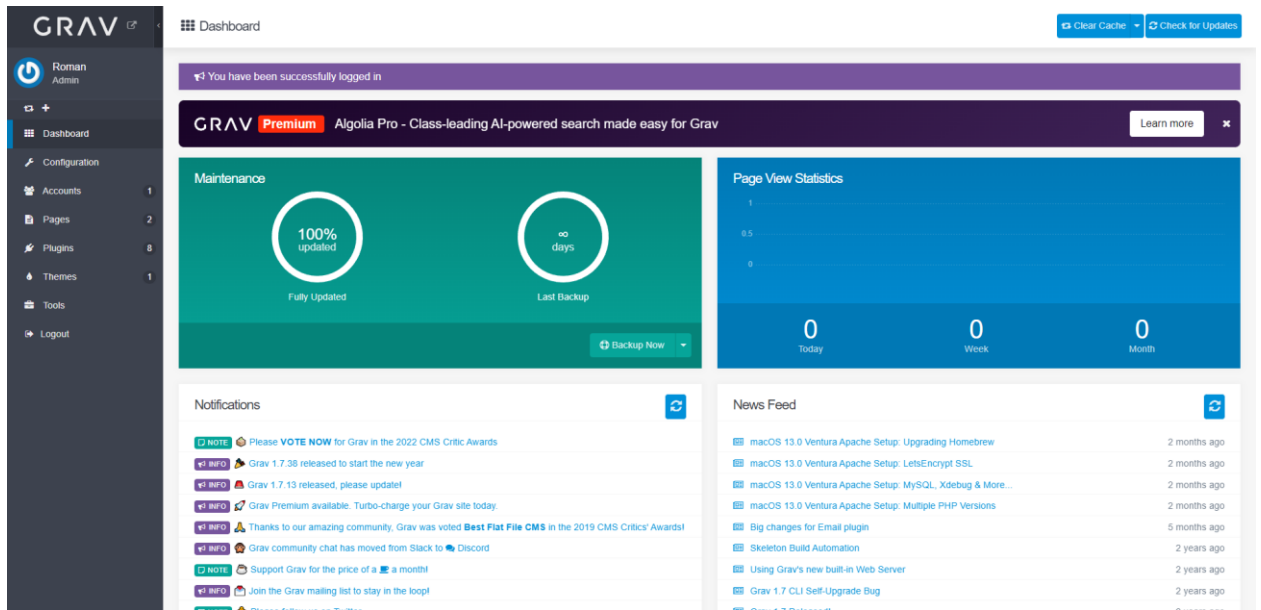 GRAV
Dashboard
Clear Cache
Check for Updates
Roman
Admin
You have been successfully logged in
Dashboard
Configuration
Accounts 1
Pages 2
Plugins 8
Themes 1
Tools
Logout
GRAV Premium Algolia Pro - Class-leading AI-powered search made easy for Grav
Learn more
Maintenance
100%
updated
Fully Updated
∞
days
Last Backup
Backup Now
Page View Statistics
1
0.5
0
0
Today
0
Week
0
Month
Notifications
NOTE Please VOTE NOW for Grav in the 2022 CMS Critic Awards
INFO Grav 1.7.38 released to start the new year
INFO Grav 1.7.13 released, please update!
INFO Grav Premium available. Turbo-charge your Grav site today.
INFO Thanks to our amazing community, Grav was voted Best Flat File CMS in the 2019 CMS Critics' Awards!
INFO Grav community chat has moved from Slack to Discord
NOTE Support Grav for the price of a a month!
INFO Join the Grav mailing list to stay in the loop!
News Feed
macOS 13.0 Ventura Apache Setup: Upgrading Homebrew 2 months ago
macOS 13.0 Ventura Apache Setup: LetsEncrypt SSL 2 months ago
macOS 13.0 Ventura Apache Setup: MySQL, Xdebug & More... 2 months ago
macOS 13.0 Ventura Apache Setup: Multiple PHP Versions 2 months ago
Big changes for Email plugin 5 months ago
Skeleton Build Automation 2 years ago
Using Grav's new built-in Web Server 2 years ago
Grav 1.7 CLI Self-Upgrade Bug 2 years ago